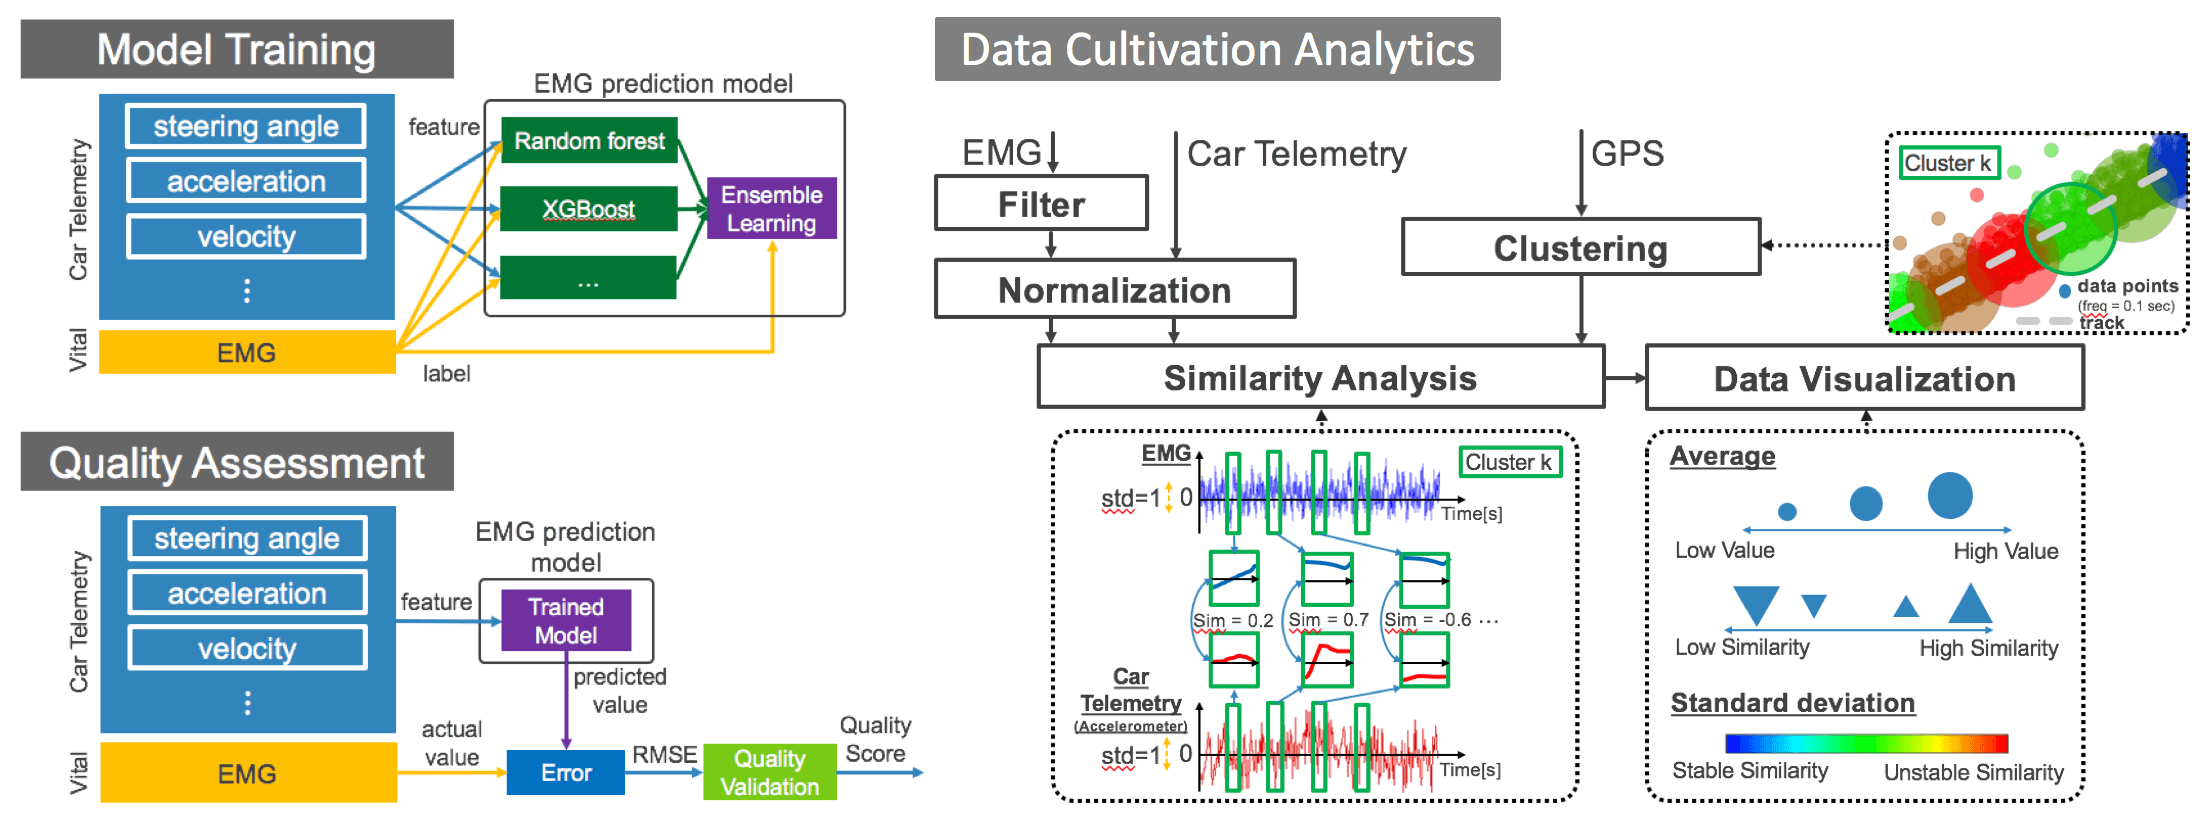 Model Training
Car Telemetry
steering angle
acceleration
velocity
⋮
Vital
EMG
feature
label
EMG prediction model
Random forest
XGBoost
...
Ensemble
Learning
Quality Assessment
Car Telemetry
steering angle
acceleration
velocity
⋮
Vital
EMG
feature
EMG prediction
model
Trained
Model
predicted
value
actual
value
Error
RMSE
Quality
Validation
Quality
Score
Data Cultivation Analytics
EMG
Car Telemetry
GPS
Filter
Normalization
Clustering
Cluster k
data points
(freq = 0.1 sec)
track
Similarity Analysis
Data Visualization
EMG
std=1
0
Cluster k
Time[s]
Sim = 0.2
Sim = 0.7
Sim = -0.6 ...
Car
Telemetry
(Accelerometer)
std=1
0
Time[s]
Average
Low Value
High Value
Low Similarity
High Similarity
Standard deviation
Stable Similarity
Unstable Similarity